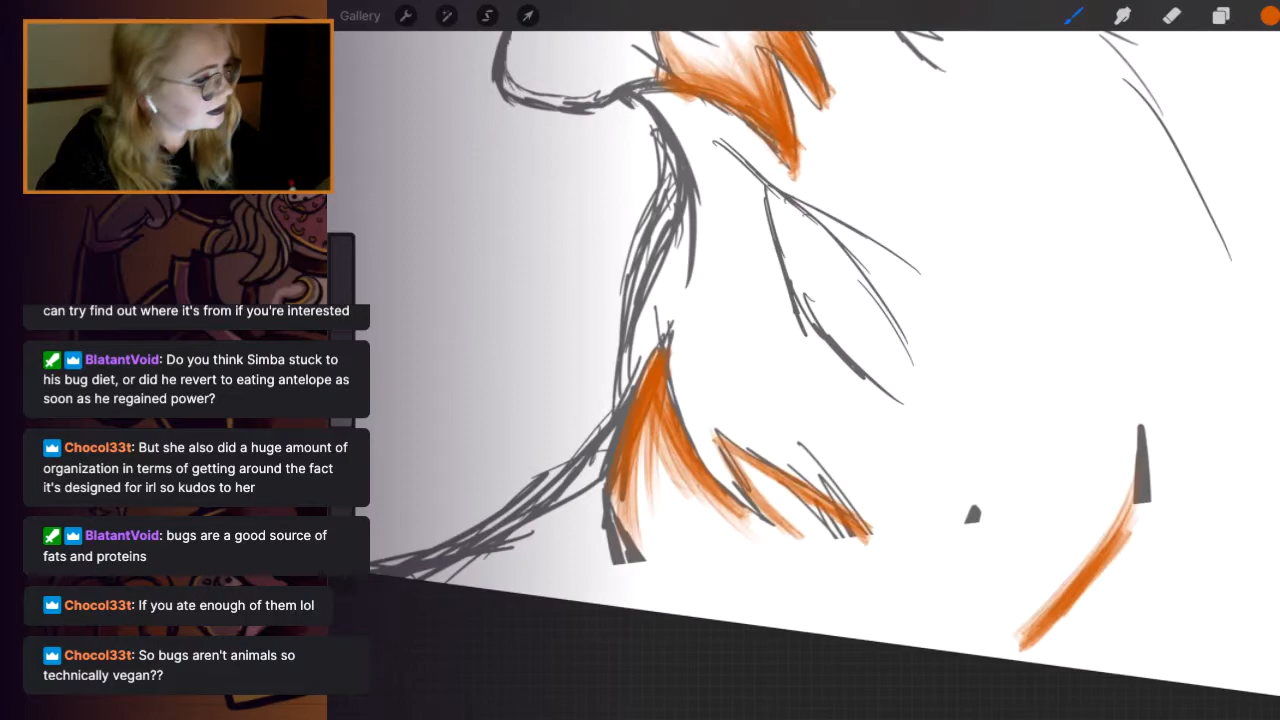 Gallery
can try find out where it's from if you're interested
BlatantVoid: Do you think Simba stuck to
his bug diet, or did he revert to eating antelope as
soon as he regained power?
Chocol33t: But she also did a huge amount of
organization in terms of getting around the fact
it's designed for irl so kudos to her
BlatantVoid: bugs are a good source of
fats and proteins
Chocol33t: If you ate enough of them lol
Chocol33t: So bugs aren't animals so
technically vegan??